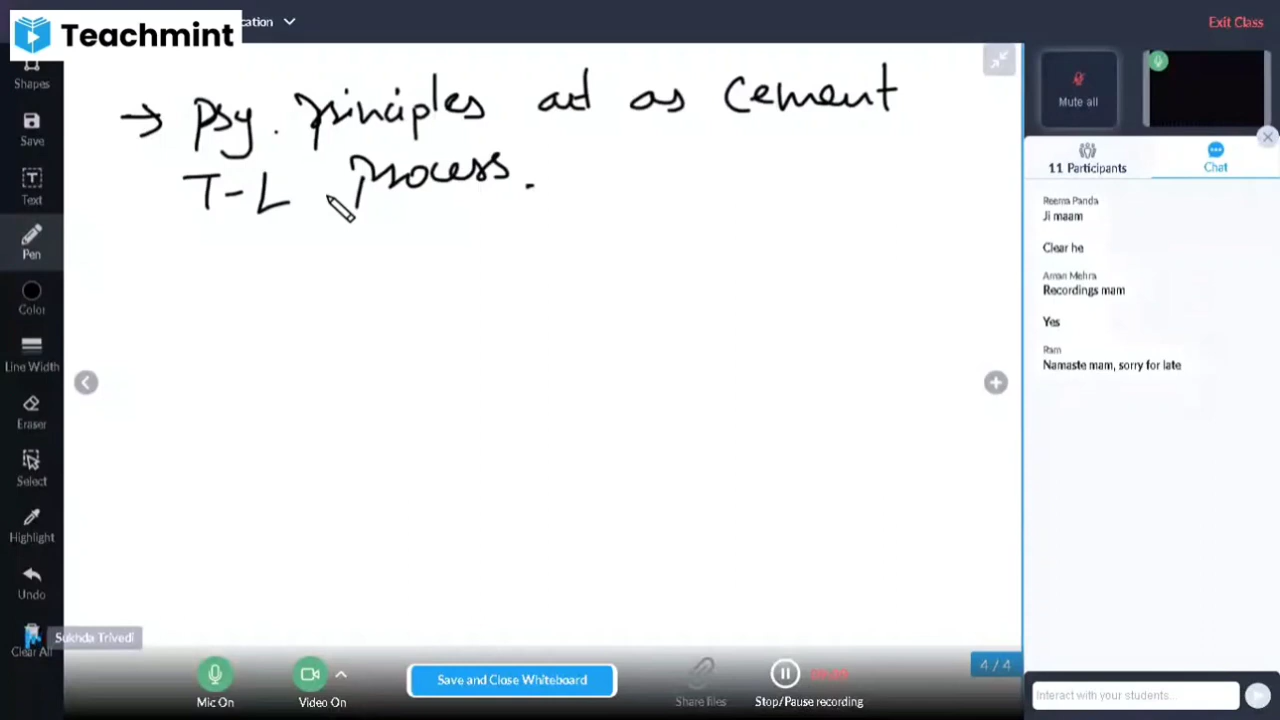 Teachmint
ication
Exit Class
Shapes
Save
Text
Pen
Color
Line Width
Eraser
Select
Highlight
Undo
Clear All
Sukhda Trivedi
→ Psy. principles act as cement
T-L process.
Mute all
11 Participants
Chat
Reema Panda
Ji maam
Clear he
Arman Mehra
Recordings mam
Yes
Ram
Namaste mam, sorry for late
4 / 4
Mic On
Video On
Save and Close Whiteboard
Share files
Stop/Pause recording
Interact with your students...